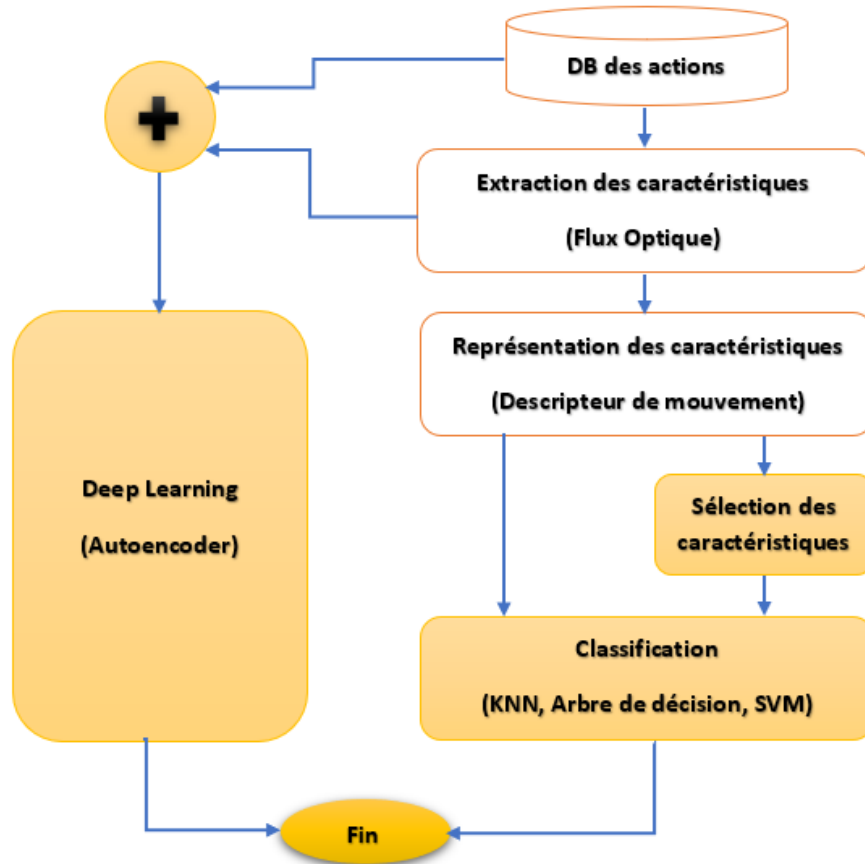 DB des actions
Extraction des caractéristiques
(Flux Optique)
Représentation des caractéristiques
(Descripteur de mouvement)
Deep Learning
(Autoencoder)
Sélection des
caractéristiques
Classification
(KNN, Arbre de décision, SVM)
Fin